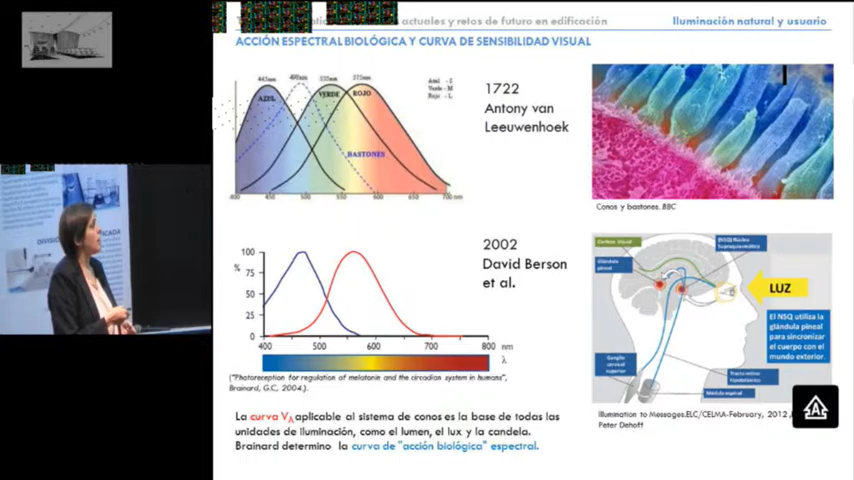 actuales y retos de futuro en edificación
Iluminación natural y usuario
ACCIÓN ESPECTRAL BIOLÓGICA Y CURVA DE SENSIBILIDAD VISUAL
445nm 498nm 535nm 575nm
Azul - S
Verde - M
Rojo - L
AZUL VERDE ROJO
BASTONES
400 450 500 550 600 650 700 nm
1722
Antony van
Leeuwenhoek
Conos y bastones. BBC
100
75
%
50
25
0
400 500 600 700 800 nm
λ
2002
David Berson
et al.
("Photoreception for regulation of melatonin and the circadian system in humans",
Brainard, G.C, 2004.).
La curva Vλ aplicable al sistema de conos es la base de todas las
unidades de iluminación, como el lumen, el lux y la candela.
Brainard determino la curva de "acción biológica" espectral.
Glándula
pineal
(NSQ) Núcleo
Supraquiasmático
LUZ
El NSQ utiliza la
glándula pineal
para sincronizar
el cuerpo con el
mundo exterior.
Ganglio
cervical
superior
Tracto retino
hipotalámico
Médula espinal
Illumination to Messages.ELC/CELMA-February, 2012
Peter Dehoff